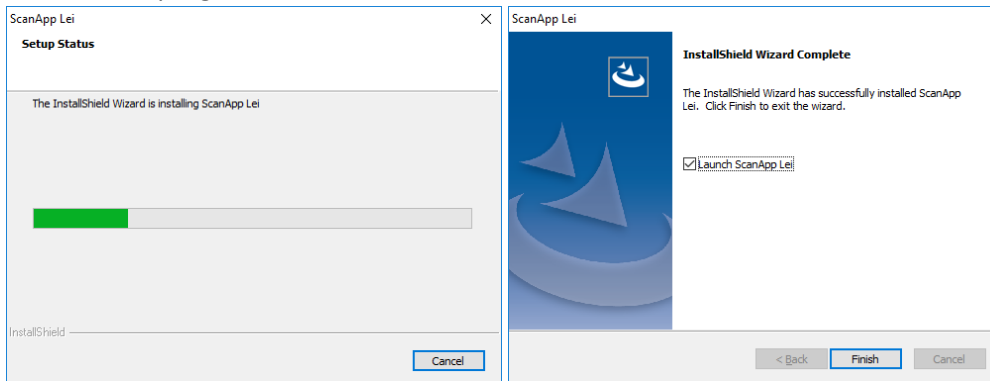 ScanApp Lei
Setup Status
The InstallShield Wizard is installing ScanApp Lei
InstallShield
Cancel
ScanApp Lei
InstallShield Wizard Complete
The InstallShield Wizard has successfully installed ScanApp
Lei. Click Finish to exit the wizard.
Launch ScanApp Lei
< Back
Finish
Cancel